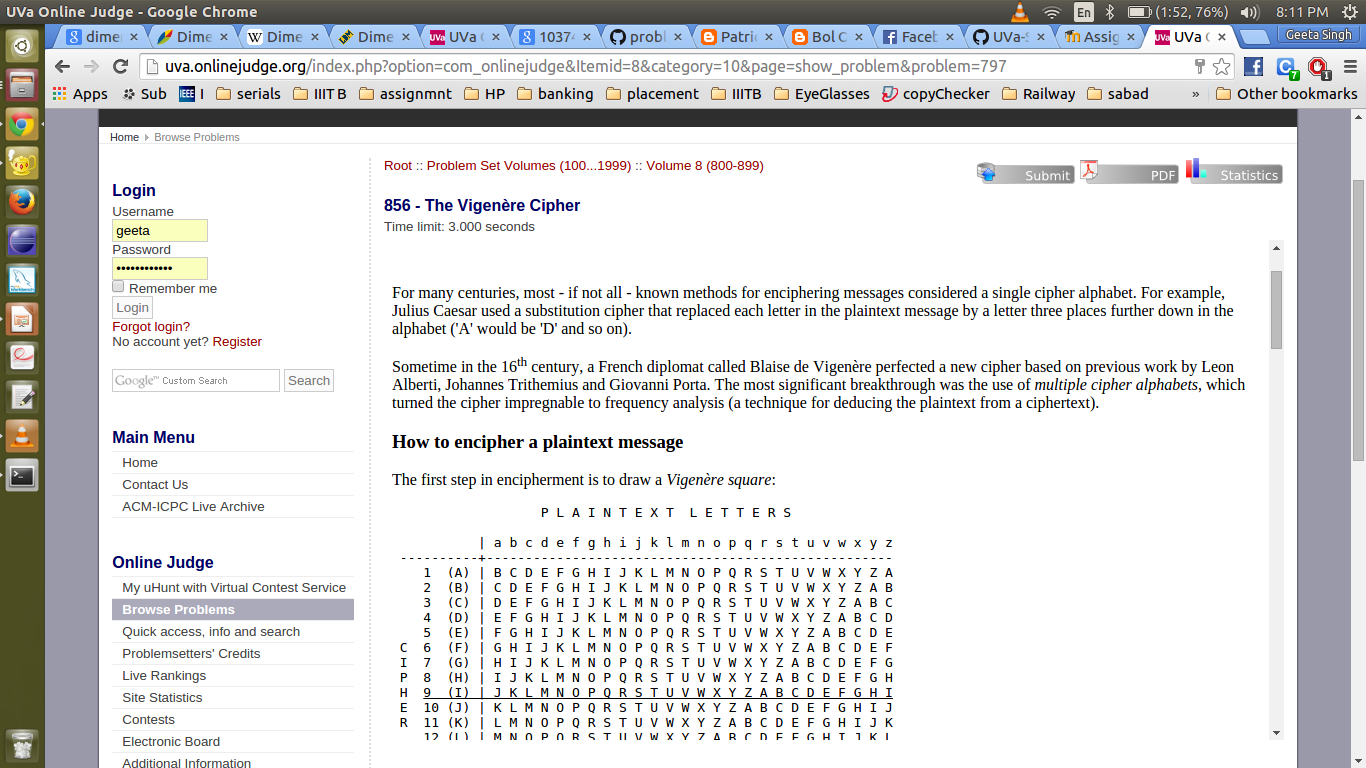 UVa Online Judge - Google Chrome
En (1:52, 76%) 8:11 PM Geeta Singh
dimer Dime Dime Dime UVa 1037 probl Patric Bol C Faceb UVa-S Assig UVa
uva.onlinejudge.org/index.php?option=com_onlinejudge&Itemid=8&category=10&page=show_problem&problem=797
Apps Sub I serials IIIT B assignmnt HP banking placement IIITB EyeGlasses copyChecker Railway sabad » Other bookmarks
Home Browse Problems
Root :: Problem Set Volumes (100...1999) :: Volume 8 (800-899)
Submit PDF Statistics
Login
Username
geeta
Password
••••••••••••
Remember me
Login
Forgot login?
No account yet? Register
Google™ Custom Search Search
Main Menu
Home
Contact Us
ACM-ICPC Live Archive
Online Judge
My uHunt with Virtual Contest Service
Browse Problems
Quick access, info and search
Problemsetters' Credits
Live Rankings
Site Statistics
Contests
Electronic Board
Additional Information
856 - The Vigenère Cipher
Time limit: 3.000 seconds
For many centuries, most - if not all - known methods for enciphering messages considered a single cipher alphabet. For example,
Julius Caesar used a substitution cipher that replaced each letter in the plaintext message by a letter three places further down in the
alphabet ('A' would be 'D' and so on).
Sometime in the 16th century, a French diplomat called Blaise de Vigenère perfected a new cipher based on previous work by Leon
Alberti, Johannes Trithemius and Giovanni Porta. The most significant breakthrough was the use of multiple cipher alphabets, which
turned the cipher impregnable to frequency analysis (a technique for deducing the plaintext from a ciphertext).
How to encipher a plaintext message
The first step in encipherment is to draw a Vigenère square:
P L A I N T E X T L E T T E R S
| a b c d e f g h i j k l m n o p q r s t u v w x y z
----------+----------------------------------------------------
1 (A) | B C D E F G H I J K L M N O P Q R S T U V W X Y Z A
2 (B) | C D E F G H I J K L M N O P Q R S T U V W X Y Z A B
3 (C) | D E F G H I J K L M N O P Q R S T U V W X Y Z A B C
4 (D) | E F G H I J K L M N O P Q R S T U V W X Y Z A B C D
5 (E) | F G H I J K L M N O P Q R S T U V W X Y Z A B C D E
C 6 (F) | G H I J K L M N O P Q R S T U V W X Y Z A B C D E F
I 7 (G) | H I J K L M N O P Q R S T U V W X Y Z A B C D E F G
P 8 (H) | I J K L M N O P Q R S T U V W X Y Z A B C D E F G H
H 9 (I) | J K L M N O P Q R S T U V W X Y Z A B C D E F G H I
E 10 (J) | K L M N O P Q R S T U V W X Y Z A B C D E F G H I J
R 11 (K) | L M N O P Q R S T U V W X Y Z A B C D E F G H I J K
12 (L) | M N O P Q R S T U V W X Y Z A B C D E F G H I J K L